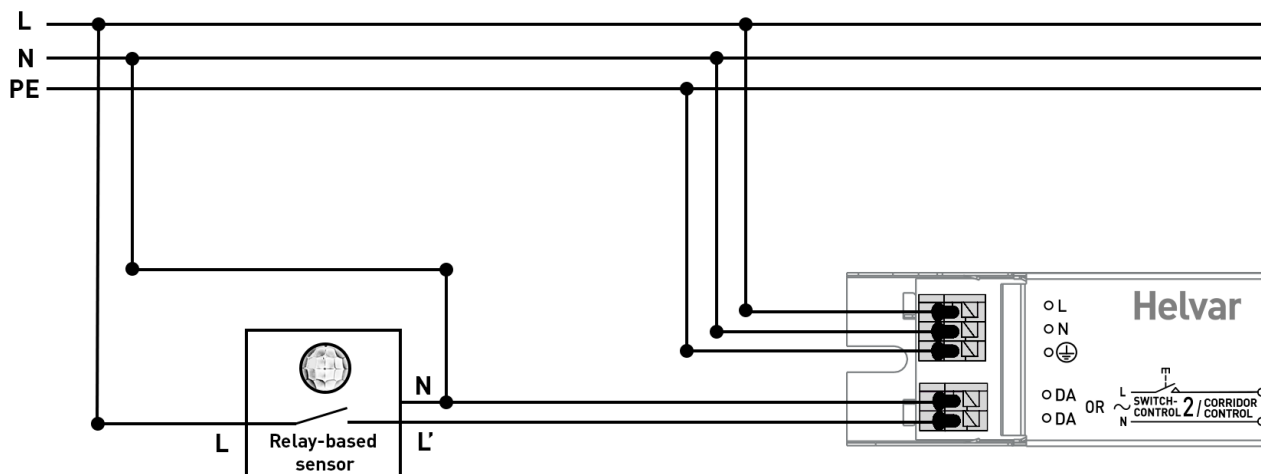 L
N
PE
Helvar
L
N
DA
DA
OR
L
SWITCH-
CONTROL 2 / CORRIDOR
CONTROL
N
N
L
L'
Relay-based
sensor